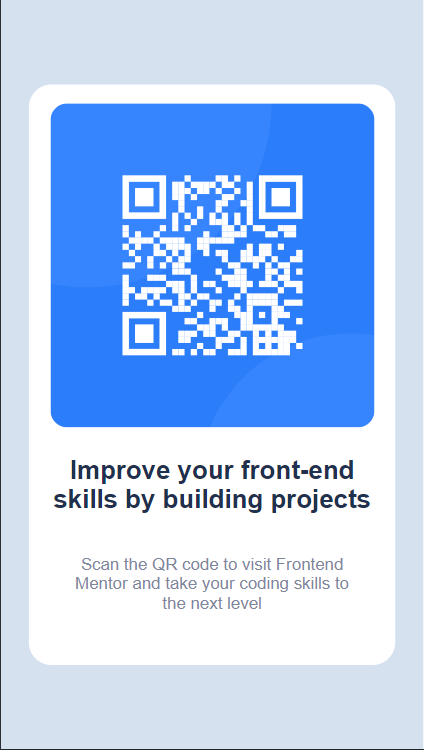 Improve your front-end
skills by building projects
Scan the QR code to visit Frontend
Mentor and take your coding skills to
the next level